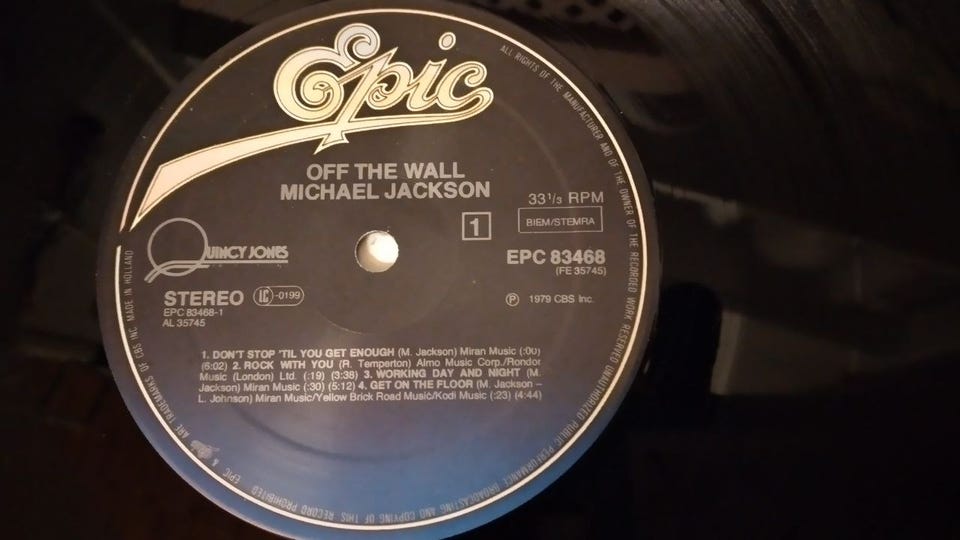 Epic
OFF THE WALL
MICHAEL JACKSON
33 1/3 RPM
1
BIEM/STEMRA
QUINCY JONES
EPC 83468
(FE 35745)
STEREO LC-0199
EPC 83468-1
AL 35745
℗ 1979 CBS Inc.
1. DON'T STOP 'TIL YOU GET ENOUGH (M. Jackson) Miran Music (:00)
(6:02) 2. ROCK WITH YOU (R. Temperton) Almo Music Corp./Rondor
Music (London) Ltd. (:19) (3:38) 3. WORKING DAY AND NIGHT (M.
Jackson) Miran Music (:30) (5:12) 4. GET ON THE FLOOR (M. Jackson –
L. Johnson) Miran Music/Yellow Brick Road Music/Kodi Music (:23) (4:44)
ALL RIGHTS OF THE MANUFACTURER AND OF THE OWNER OF THE RECORDED WORK RESERVED UNAUTHORIZED PUBLIC PERFORMANCE BROADCASTING AND COPYING OF THIS RECORD PROHIBITED
EPIC & ARE TRADEMARKS OF CBS INC. MADE IN HOLLAND